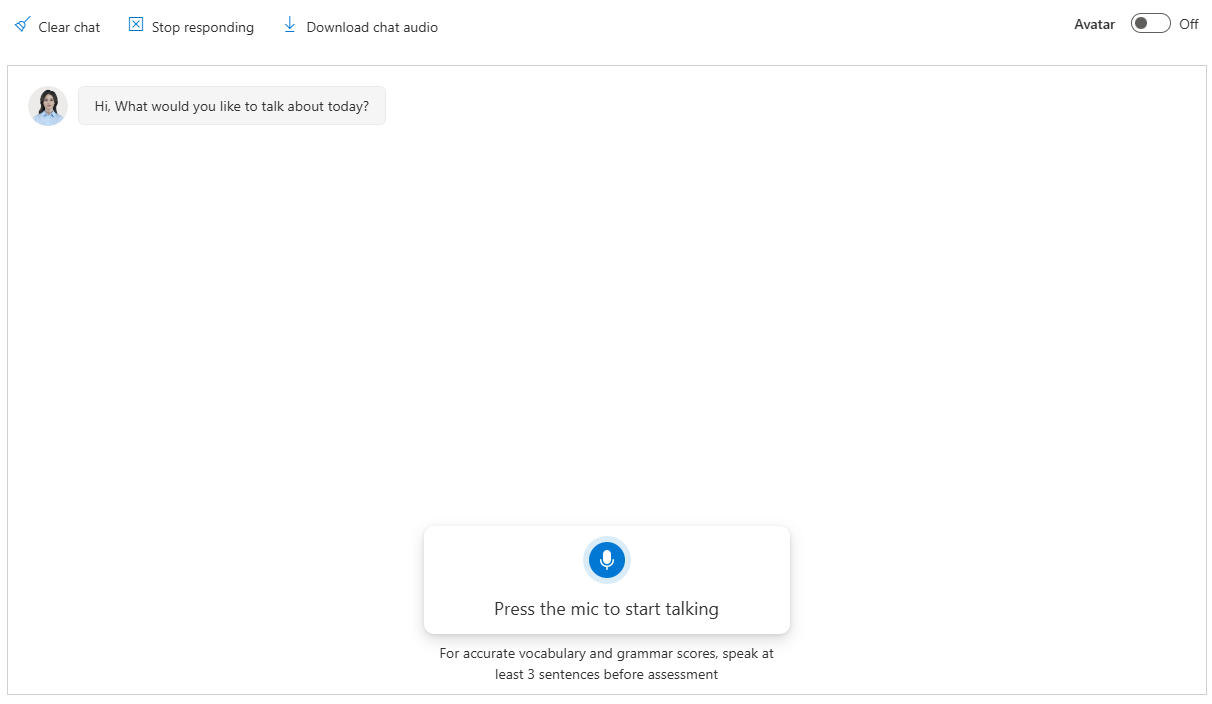 Clear chat
Stop responding
Download chat audio
Avatar
Off
Hi, What would you like to talk about today?
Press the mic to start talking
For accurate vocabulary and grammar scores, speak at
least 3 sentences before assessment